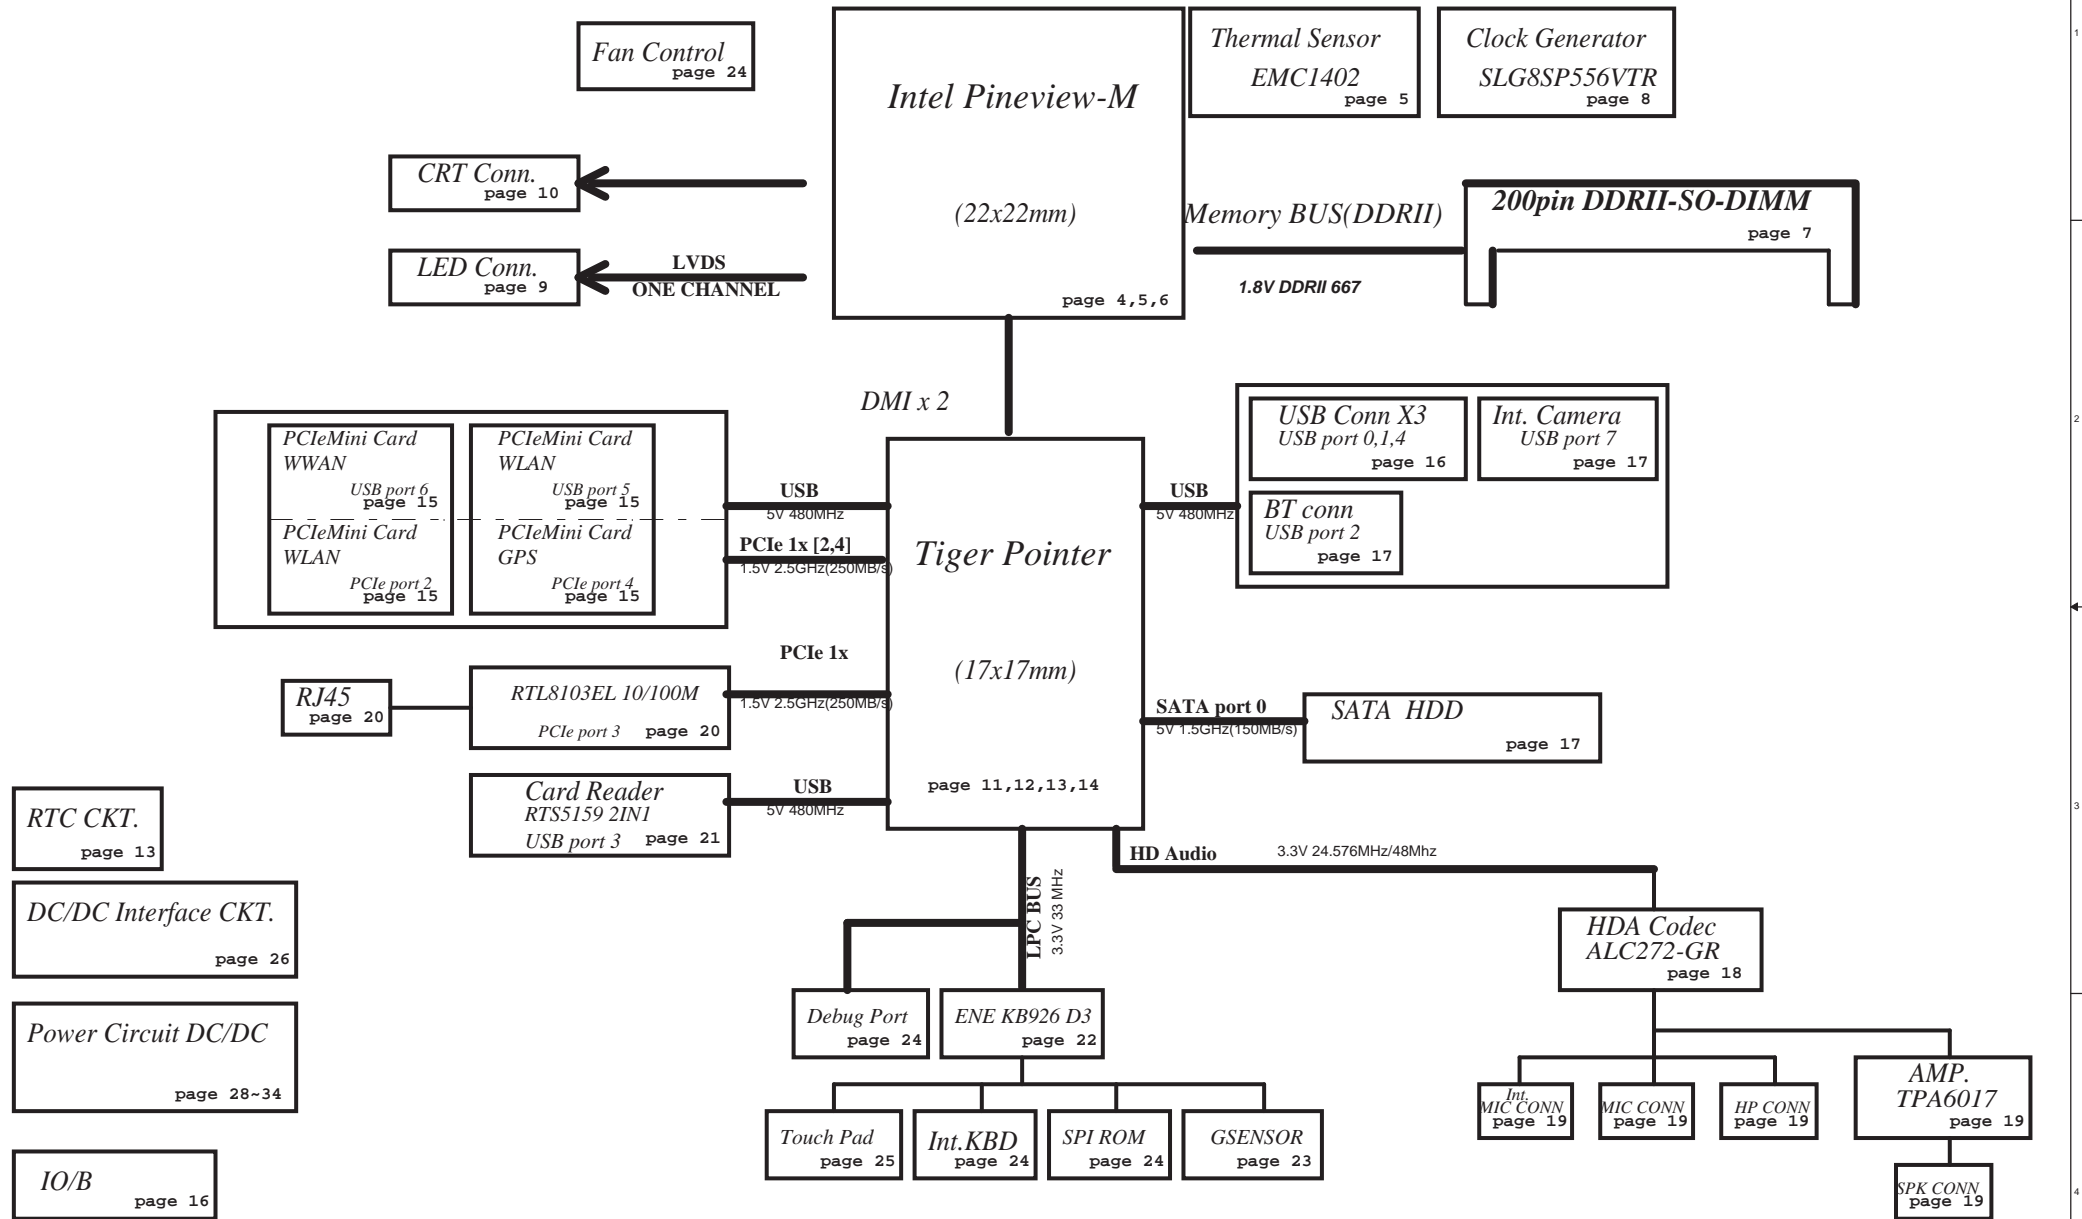 Fan Control
page 24
Intel Pineview-M
(22x22mm)
page 4,5,6
Thermal Sensor
EMC1402
page 5
Clock Generator
SLG8SP556VTR
page 8
1
CRT Conn.
page 10
LED Conn.
page 9
LVDS
ONE CHANNEL
Memory BUS(DDRII)
1.8V DDRII 667
200pin DDRII-SO-DIMM
page 7
DMI x 2
2
PCIeMini Card
WWAN
USB port 6
page 15
PCIeMini Card
WLAN
USB port 5
page 15
PCIeMini Card
WLAN
PCIe port 2
page 15
PCIeMini Card
GPS
PCIe port 4
page 15
USB
5V 480MHz
PCIe 1x [2,4]
1.5V 2.5GHz(250MB/s)
Tiger Pointer
(17x17mm)
page 11,12,13,14
USB
5V 480MHz
USB Conn X3
USB port 0,1,4
page 16
Int. Camera
USB port 7
page 17
BT conn
USB port 2
page 17
RJ45
page 20
RTL8103EL 10/100M
PCIe port 3 page 20
PCIe 1x
1.5V 2.5GHz(250MB/s)
SATA port 0
5V 1.5GHz(150MB/s)
SATA HDD
page 17
Card Reader
RTS5159 2IN1
USB port 3 page 21
USB
5V 480MHz
3
RTC CKT.
page 13
DC/DC Interface CKT.
page 26
Power Circuit DC/DC
page 28~34
IO/B
page 16
LPC BUS
3.3V 33 MHz
HD Audio
3.3V 24.576MHz/48Mhz
HDA Codec
ALC272-GR
page 18
Debug Port
page 24
ENE KB926 D3
page 22
Touch Pad
page 25
Int.KBD
page 24
SPI ROM
page 24
GSENSOR
page 23
Int.
MIC CONN
page 19
MIC CONN
page 19
HP CONN
page 19
AMP.
TPA6017
page 19
SPK CONN
page 19
4